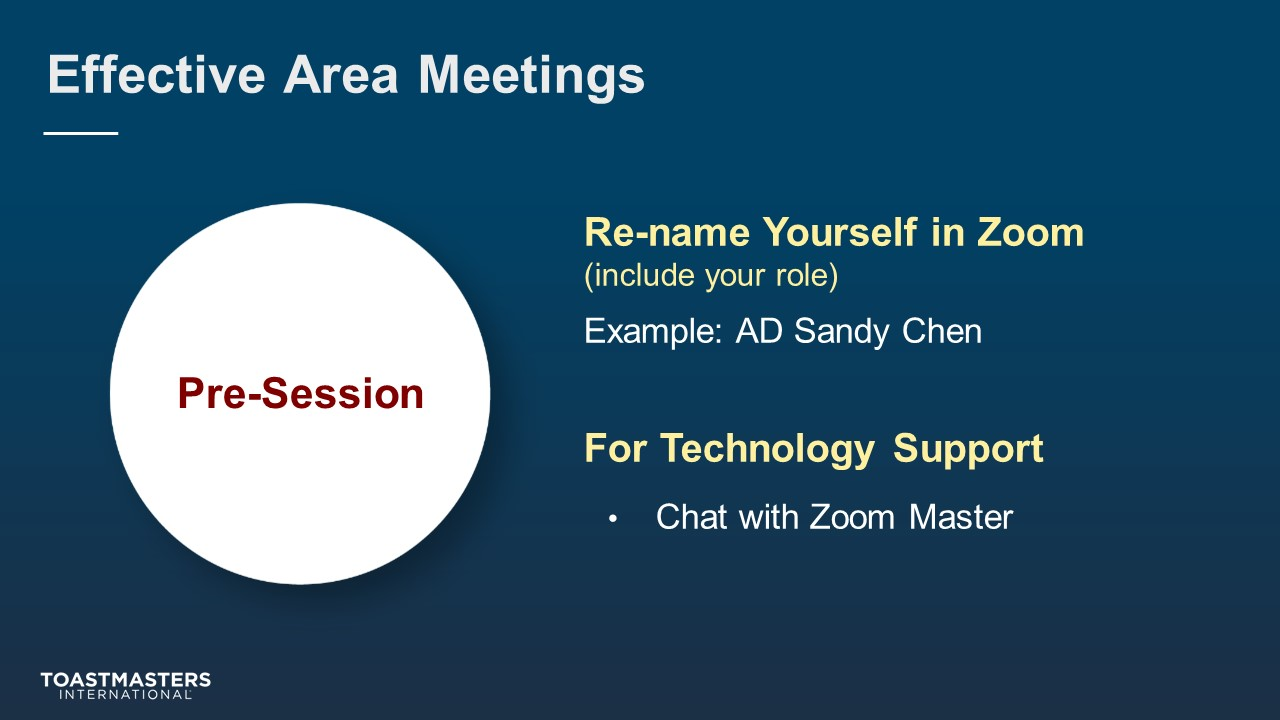 Effective Area Meetings
Pre-Session
Re-name Yourself in Zoom
(include your role)
Example: AD Sandy Chen
For Technology Support
• Chat with Zoom Master
TOASTMASTERS
INTERNATIONAL